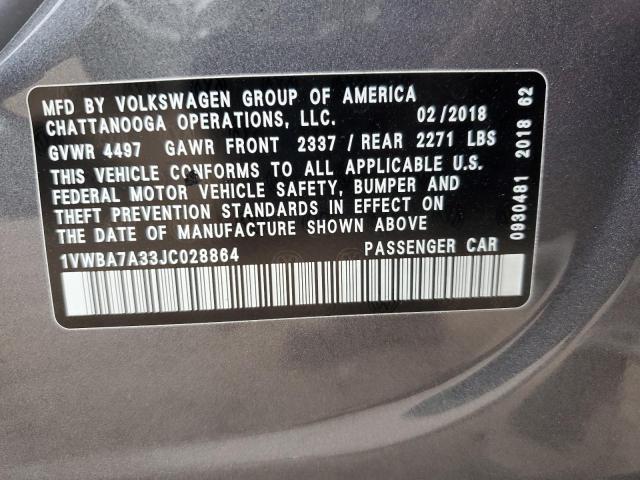 MFD BY VOLKSWAGEN GROUP OF AMERICA
CHATTANOOGA OPERATIONS, LLC. 02/2018
GVWR 4497 GAWR FRONT 2337 / REAR 2271 LBS
THIS VEHICLE CONFORMS TO ALL APPLICABLE U.S.
FEDERAL MOTOR VEHICLE SAFETY, BUMPER AND
THEFT PREVENTION STANDARDS IN EFFECT ON
THE DATE OF MANUFACTURE SHOWN ABOVE
1VWBA7A33JC028864 PASSENGER CAR
0930481 2018 62